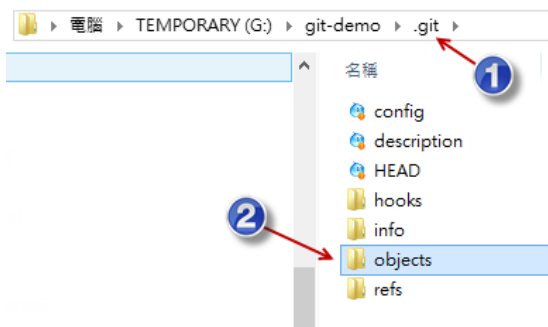 電腦 TEMPORARY (G:) git-demo .git
1
名稱
config
description
HEAD
hooks
2
info
objects
refs